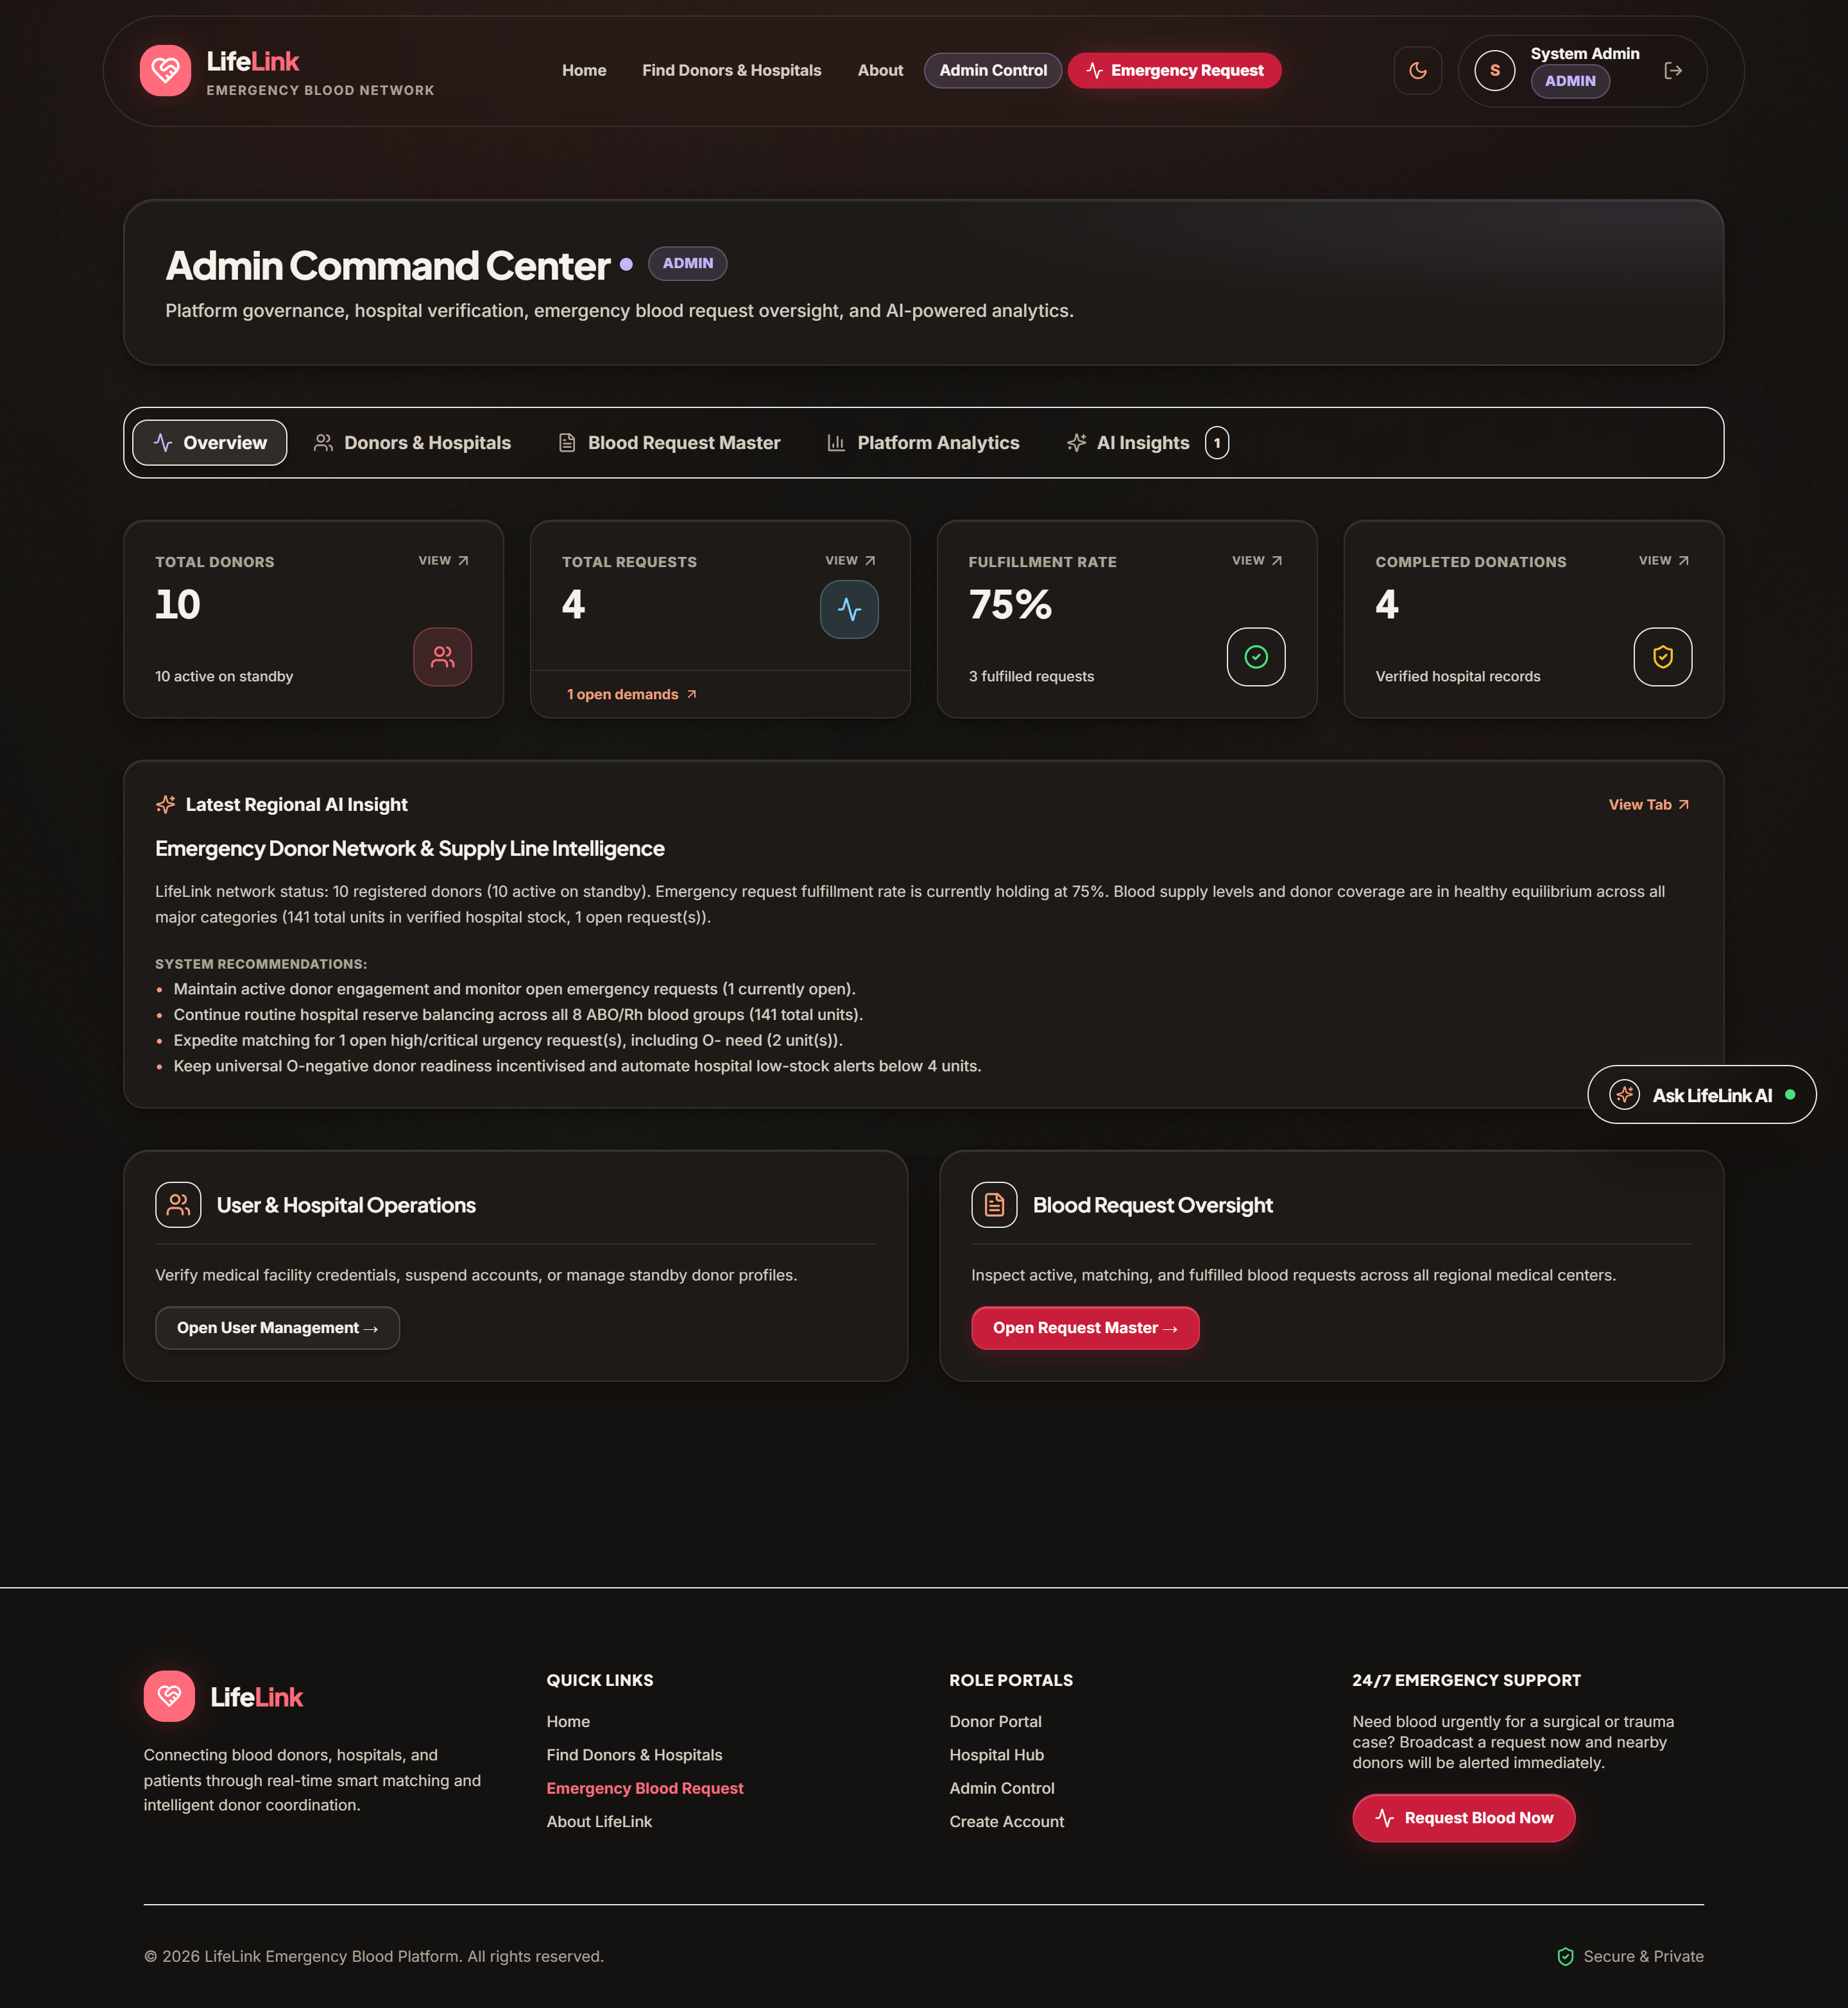 LifeLink
EMERGENCY BLOOD NETWORK
Home
Find Donors & Hospitals
About
Admin Control
Emergency Request
S
System Admin
ADMIN
Admin Command Center
ADMIN
Platform governance, hospital verification, emergency blood request oversight, and AI-powered analytics.
Overview
Donors & Hospitals
Blood Request Master
Platform Analytics
AI Insights
1
TOTAL DONORS
VIEW
10
10 active on standby
TOTAL REQUESTS
VIEW
4
1 open demands
FULFILLMENT RATE
VIEW
75%
3 fulfilled requests
COMPLETED DONATIONS
VIEW
4
Verified hospital records
Latest Regional AI Insight
View Tab
Emergency Donor Network & Supply Line Intelligence
LifeLink network status: 10 registered donors (10 active on standby). Emergency request fulfillment rate is currently holding at 75%. Blood supply levels and donor coverage are in healthy equilibrium across all
major categories (141 total units in verified hospital stock, 1 open request(s)).
SYSTEM RECOMMENDATIONS:
• Maintain active donor engagement and monitor open emergency requests (1 currently open).
• Continue routine hospital reserve balancing across all 8 ABO/Rh blood groups (141 total units).
• Expedite matching for 1 open high/critical urgency request(s), including O- need (2 unit(s)).
• Keep universal O-negative donor readiness incentivised and automate hospital low-stock alerts below 4 units.
Ask LifeLink AI
User & Hospital Operations
Verify medical facility credentials, suspend accounts, or manage standby donor profiles.
Open User Management →
Blood Request Oversight
Inspect active, matching, and fulfilled blood requests across all regional medical centers.
Open Request Master →
LifeLink
Connecting blood donors, hospitals, and
patients through real-time smart matching and
intelligent donor coordination.
QUICK LINKS
Home
Find Donors & Hospitals
Emergency Blood Request
About LifeLink
ROLE PORTALS
Donor Portal
Hospital Hub
Admin Control
Create Account
24/7 EMERGENCY SUPPORT
Need blood urgently for a surgical or trauma
case? Broadcast a request now and nearby
donors will be alerted immediately.
Request Blood Now
© 2026 LifeLink Emergency Blood Platform. All rights reserved.
Secure & Private